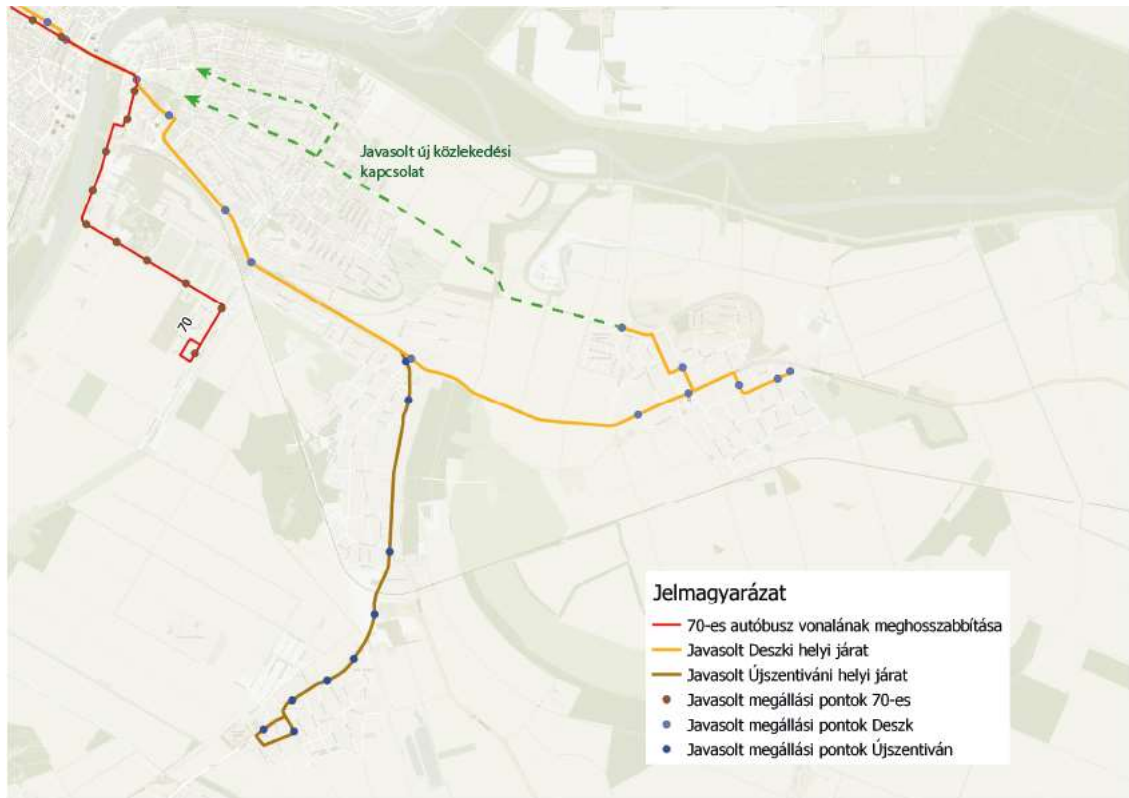 Javasolt új közlekedési
kapcsolat
70
Jelmagyarázat
70-es autóbusz vonalának meghosszabbítása
Javasolt Deszki helyi járat
Javasolt Újszentiváni helyi járat
Javasolt megállási pontok 70-es
Javasolt megállási pontok Deszk
Javasolt megállási pontok Újszentiván